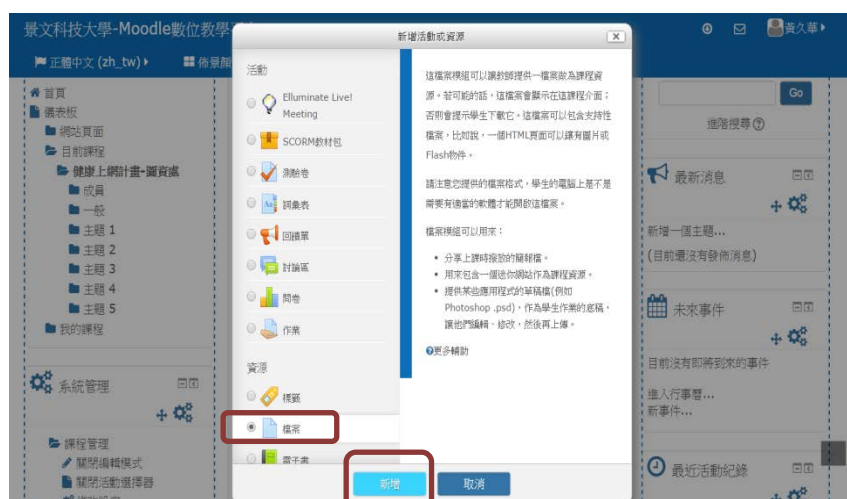 景文科技大學-Moodle數位教學
黃久華
正體中文 (zh_tw)
佈景顏
首頁
儀表板
網站頁面
目前課程
健康上網計畫-圖資處
成員
一般
主題 1
主題 2
主題 3
主題 4
主題 5
我的課程
系統管理
課程管理
關閉編輯模式
關閉活動選擇器
新增活動或資源
活動
Elluminate Live!
Meeting
SCORM教材包
測驗卷
詞彙表
回饋單
討論區
問卷
作業
資源
標籤
檔案
電子書
這檔案模組可以讓教師提供一檔案做為課程資
源。若可能的話，這檔案會顯示在這課程介面；
否則會提示學生下載它。這檔案可以包含支持性
檔案，比如說，一個HTML頁面可以讓有圖片或
Flash物件。
請注意您提供的檔案格式，學生的電腦上是不是
需要有適當的軟體才能開啟這檔案。
檔案模組可以用來：
• 分享上課時播放的簡報檔。
• 用來包含一個迷你網站作為課程資源。
• 提供某些應用程式的草稿檔(例如
Photoshop .psd)，作為學生作業的底稿，
讓他們編輯、修改，然後再上傳。
更多輔助
新增
取消
Go
進階搜尋
最新消息
新增一個主題...
(目前還沒有發佈消息)
未來事件
目前沒有即將到來的事件
進入行事曆...
新事件...
最近活動紀錄